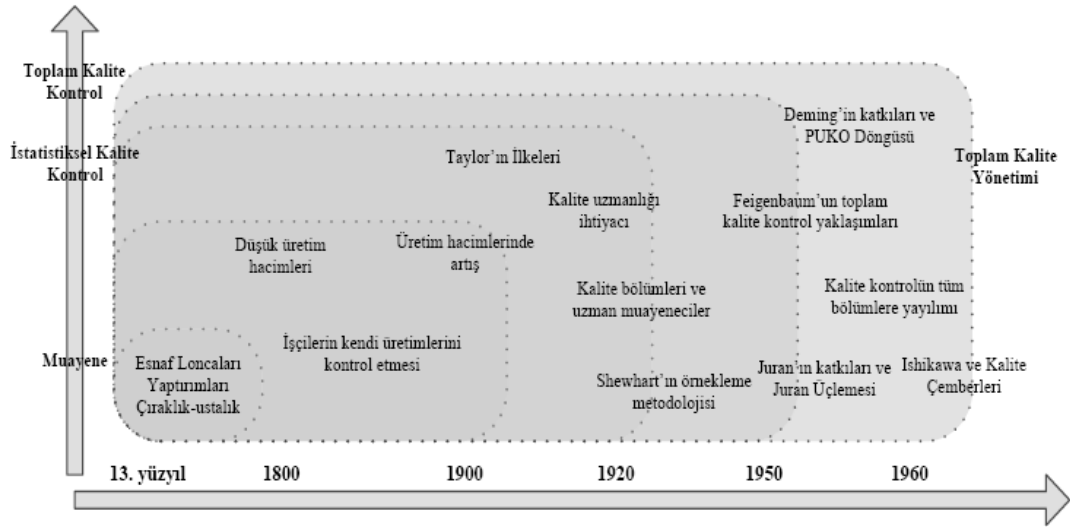 Toplam Kalite
Kontrol
Deming’in katkıları ve
PUKO Döngüsü
İstatistiksel Kalite
Kontrol
Taylor’ın İlkeleri
Toplam Kalite
Yönetimi
Kalite uzmanlığı
ihtiyacı
Feigenbaum’un toplam
kalite kontrol yaklaşımları
Düşük üretim
hacimleri
Üretim hacimlerinde
artış
Kalite bölümleri ve
uzman muayeneciler
Kalite kontrolün tüm
bölümlere yayılımı
Muayene
Esnaf Loncaları
Yaptırımları
Çıraklık-ustalık
İşçilerin kendi üretimlerini
kontrol etmesi
Shewhart’ın örnekleme
metodolojisi
Juran’ın katkıları ve
Juran Üçlemesi
Ishikawa ve Kalite
Çemberleri
13. yüzyıl
1800
1900
1920
1950
1960